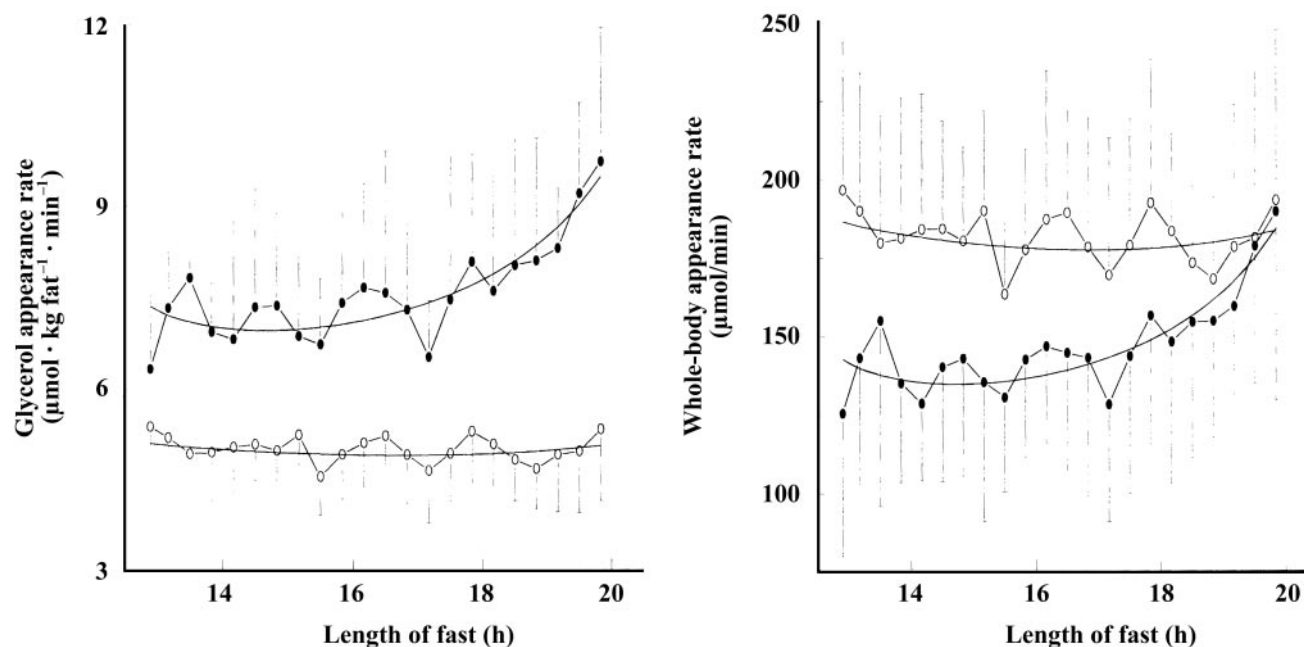 Glycerol appearance rate
(μmol · kg fat⁻¹ · min⁻¹)
12
9
6
3
14
16
18
20
Length of fast (h)
Whole-body appearance rate
(μmol/min)
250
200
150
100
14
16
18
20
Length of fast (h)